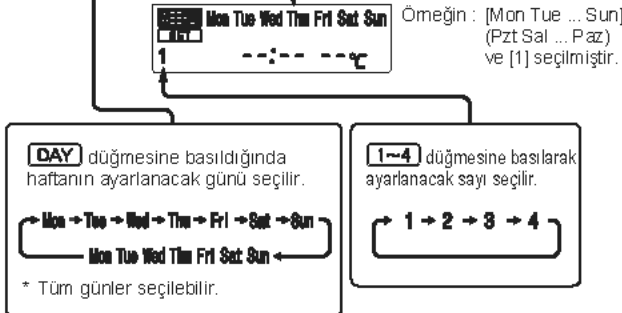 Mon Tue Wed Thu Fri Sat Sun
SET
1 --:-- --℃
Örneğin : [Mon Tue ... Sun]
(Pzt Sal ... Paz)
ve [1] seçilmiştir.
DAY düğmesine basıldığında
haftanın ayarlanacak günü seçilir.
Mon → Tue → Wed → Thu → Fri → Sat → Sun
Mon Tue Wed Thu Fri Sat Sun
* Tüm günler seçilebilir.
1~4 düğmesine basılarak
ayarlanacak sayı seçilir.
1 → 2 → 3 → 4